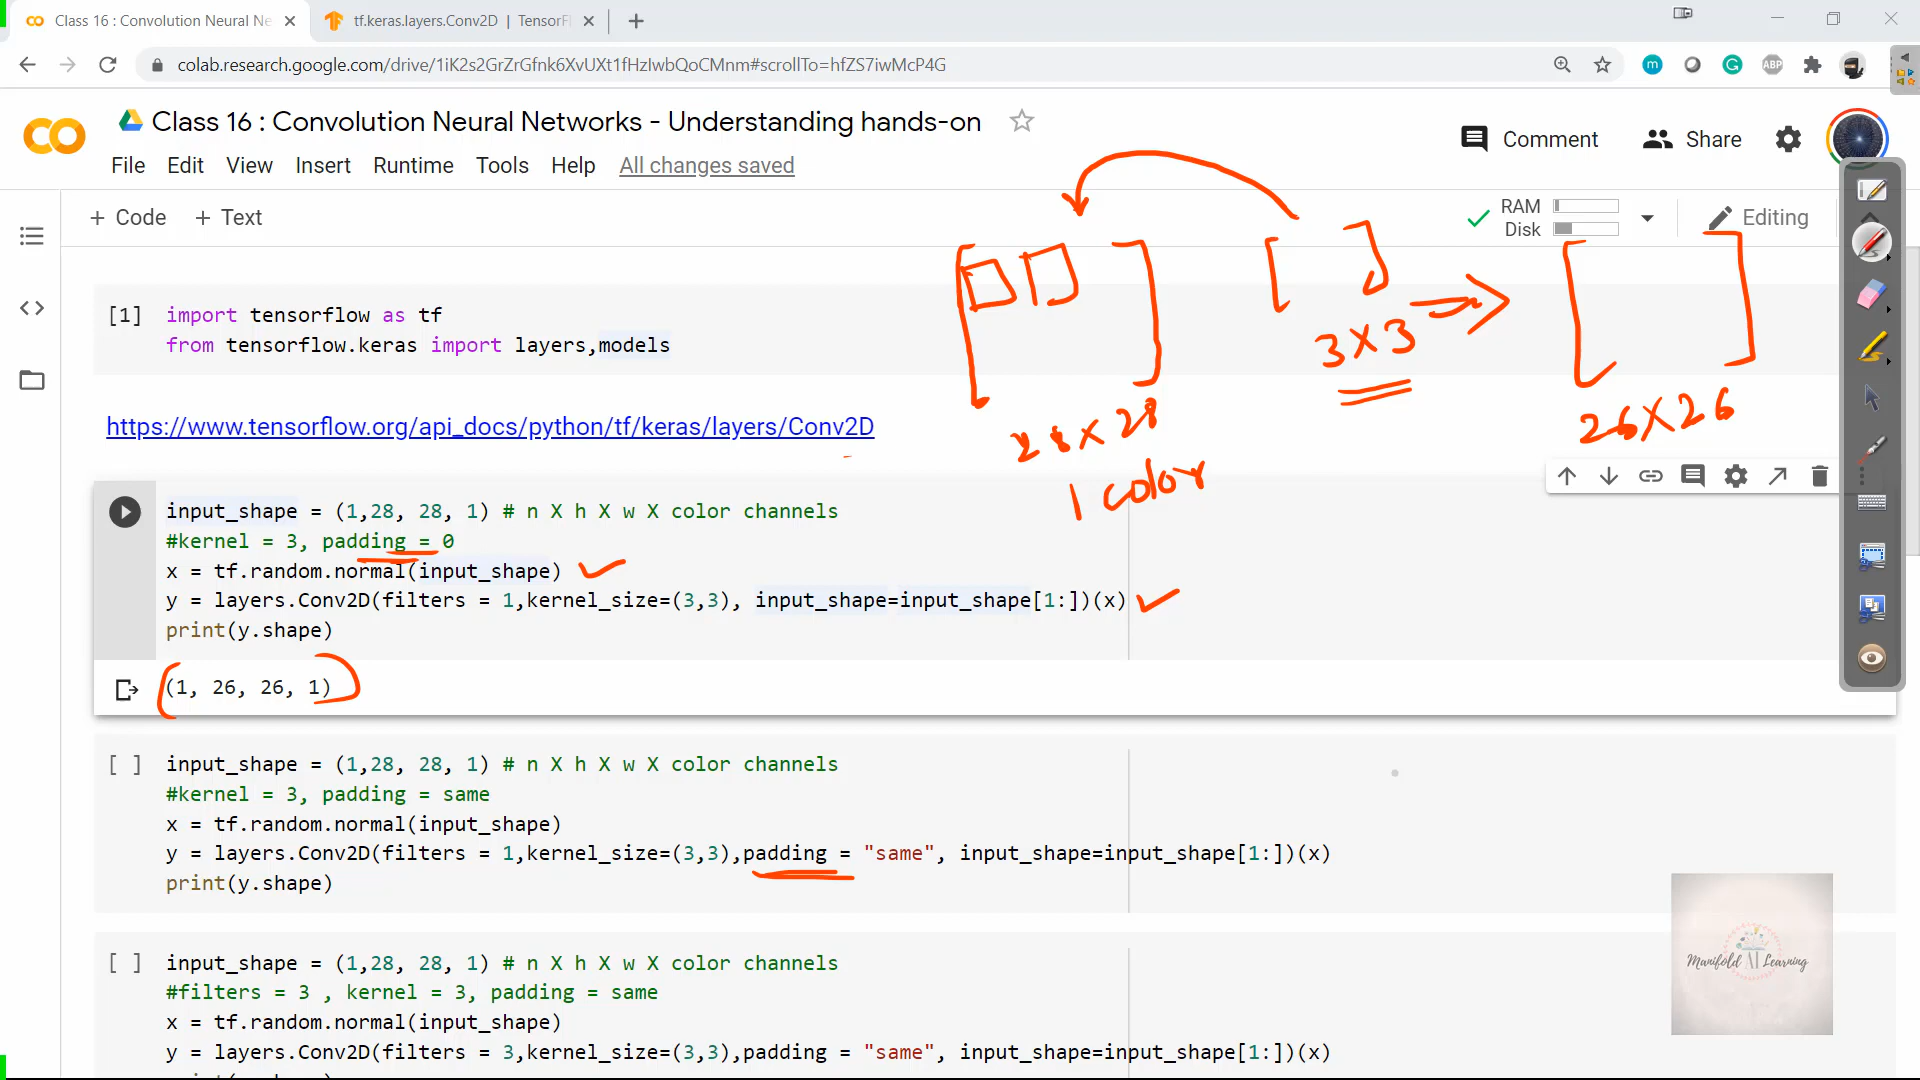 Class 16 : Convolution Neural Ne
tf.keras.layers.Conv2D | TensorF
colab.research.google.com/drive/1iK2s2GrZrGfnk6XvUXt1fHzIwbQoCMnm#scrollTo=hfZS7iwMcP4G
Class 16 : Convolution Neural Networks - Understanding hands-on
Comment
Share
File Edit View Insert Runtime Tools Help All changes saved
+ Code + Text
RAM
Disk
Editing
[1] import tensorflow as tf
from tensorflow.keras import layers,models
3X3
28X28
26X26
1 color
https://www.tensorflow.org/api_docs/python/tf/keras/layers/Conv2D
input_shape = (1,28, 28, 1) # n X h X w X color channels
#kernel = 3, padding = 0
x = tf.random.normal(input_shape)
y = layers.Conv2D(filters = 1,kernel_size=(3,3), input_shape=input_shape[1:])(x)
print(y.shape)
(1, 26, 26, 1)
[ ] input_shape = (1,28, 28, 1) # n X h X w X color channels
#kernel = 3, padding = same
x = tf.random.normal(input_shape)
y = layers.Conv2D(filters = 1,kernel_size=(3,3),padding = "same", input_shape=input_shape[1:])(x)
print(y.shape)
[ ] input_shape = (1,28, 28, 1) # n X h X w X color channels
#filters = 3 , kernel = 3, padding = same
x = tf.random.normal(input_shape)
y = layers.Conv2D(filters = 3,kernel_size=(3,3),padding = "same", input_shape=input_shape[1:])(x)
Manifold AI Learning